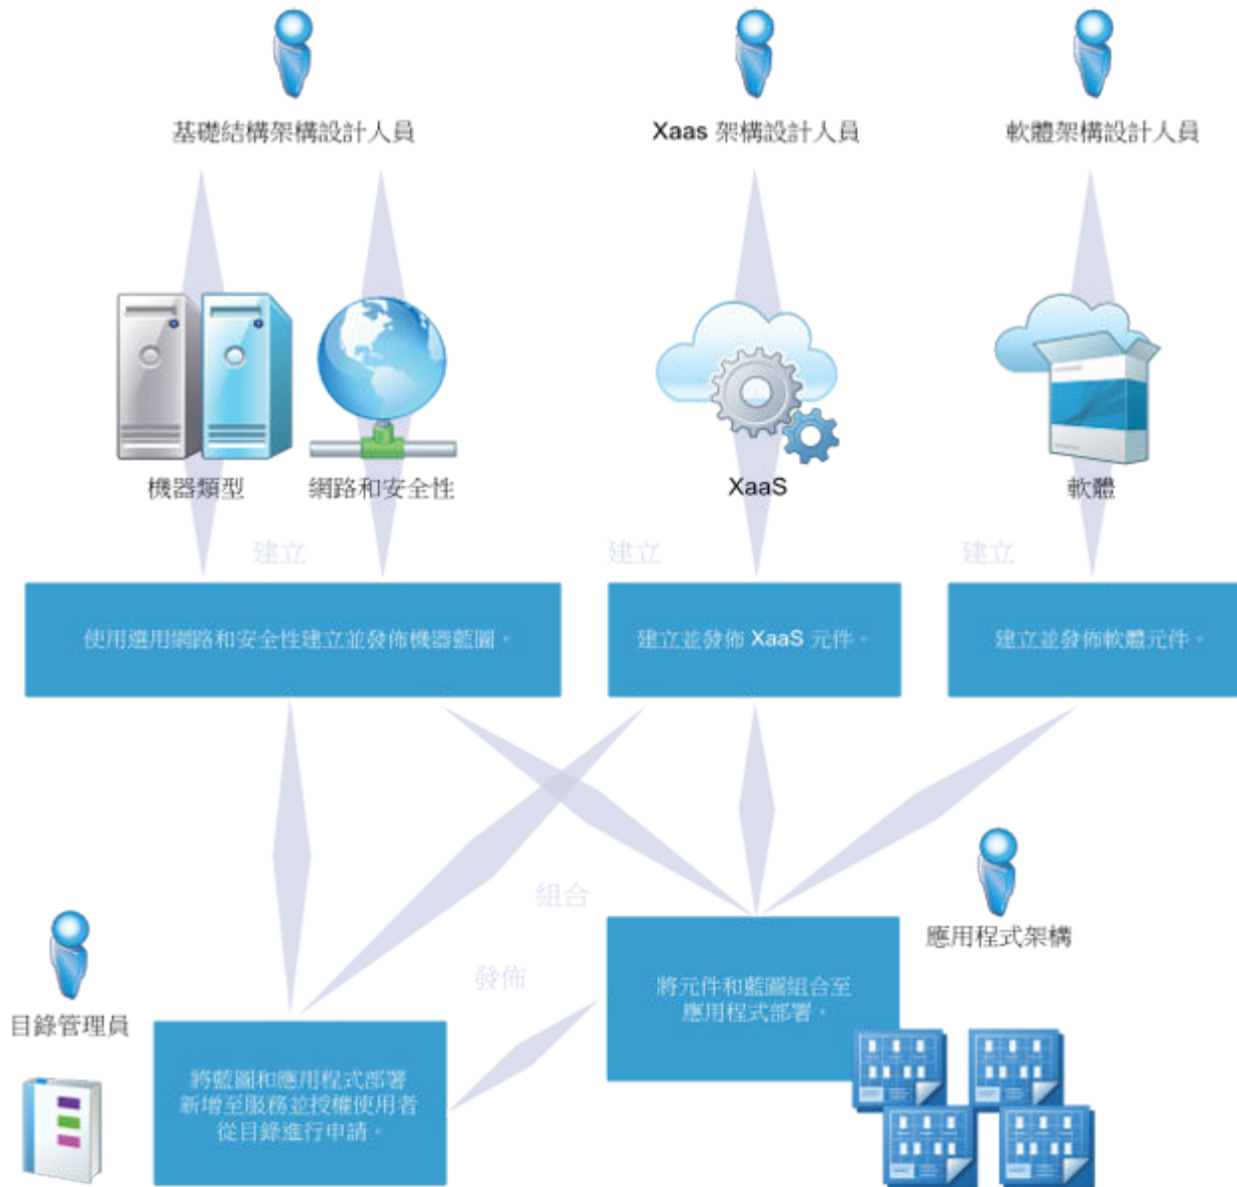 基礎結構架構設計人員
Xaas 架構設計人員
軟體架構設計人員
機器類型
網路和安全性
XaaS
軟體
建立
建立
建立
使用選用網路和安全性建立並發佈機器藍圖。
建立並發佈 XaaS 元件。
建立並發佈軟體元件。
組合
發佈
應用程式架構
將元件和藍圖組合至
應用程式部署。
目錄管理員
將藍圖和應用程式部署
新增至服務並授權使用者
從目錄進行申請。